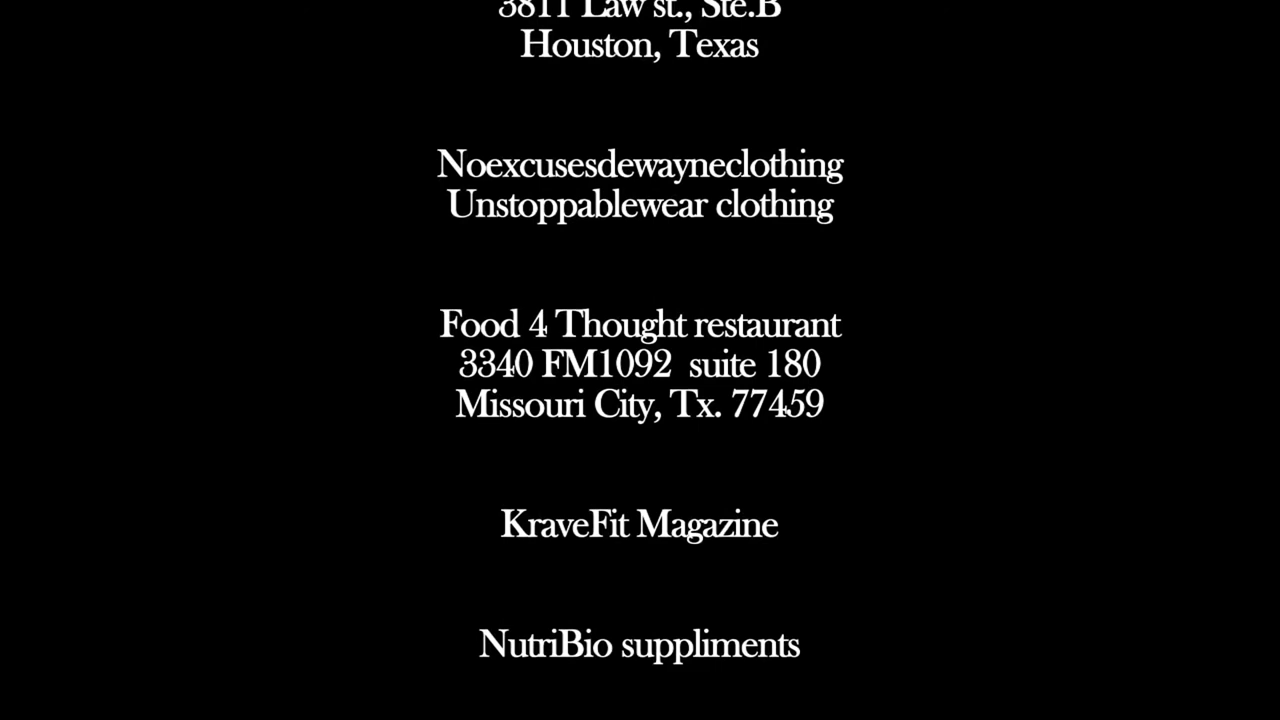 3811 Law st., Ste.B
Houston, Texas
Noexcusesdewayneclothing
Unstoppablewear clothing
Food 4 Thought restaurant
3340 FM1092  suite 180
Missouri City, Tx. 77459
KraveFit Magazine
NutriBio suppliments